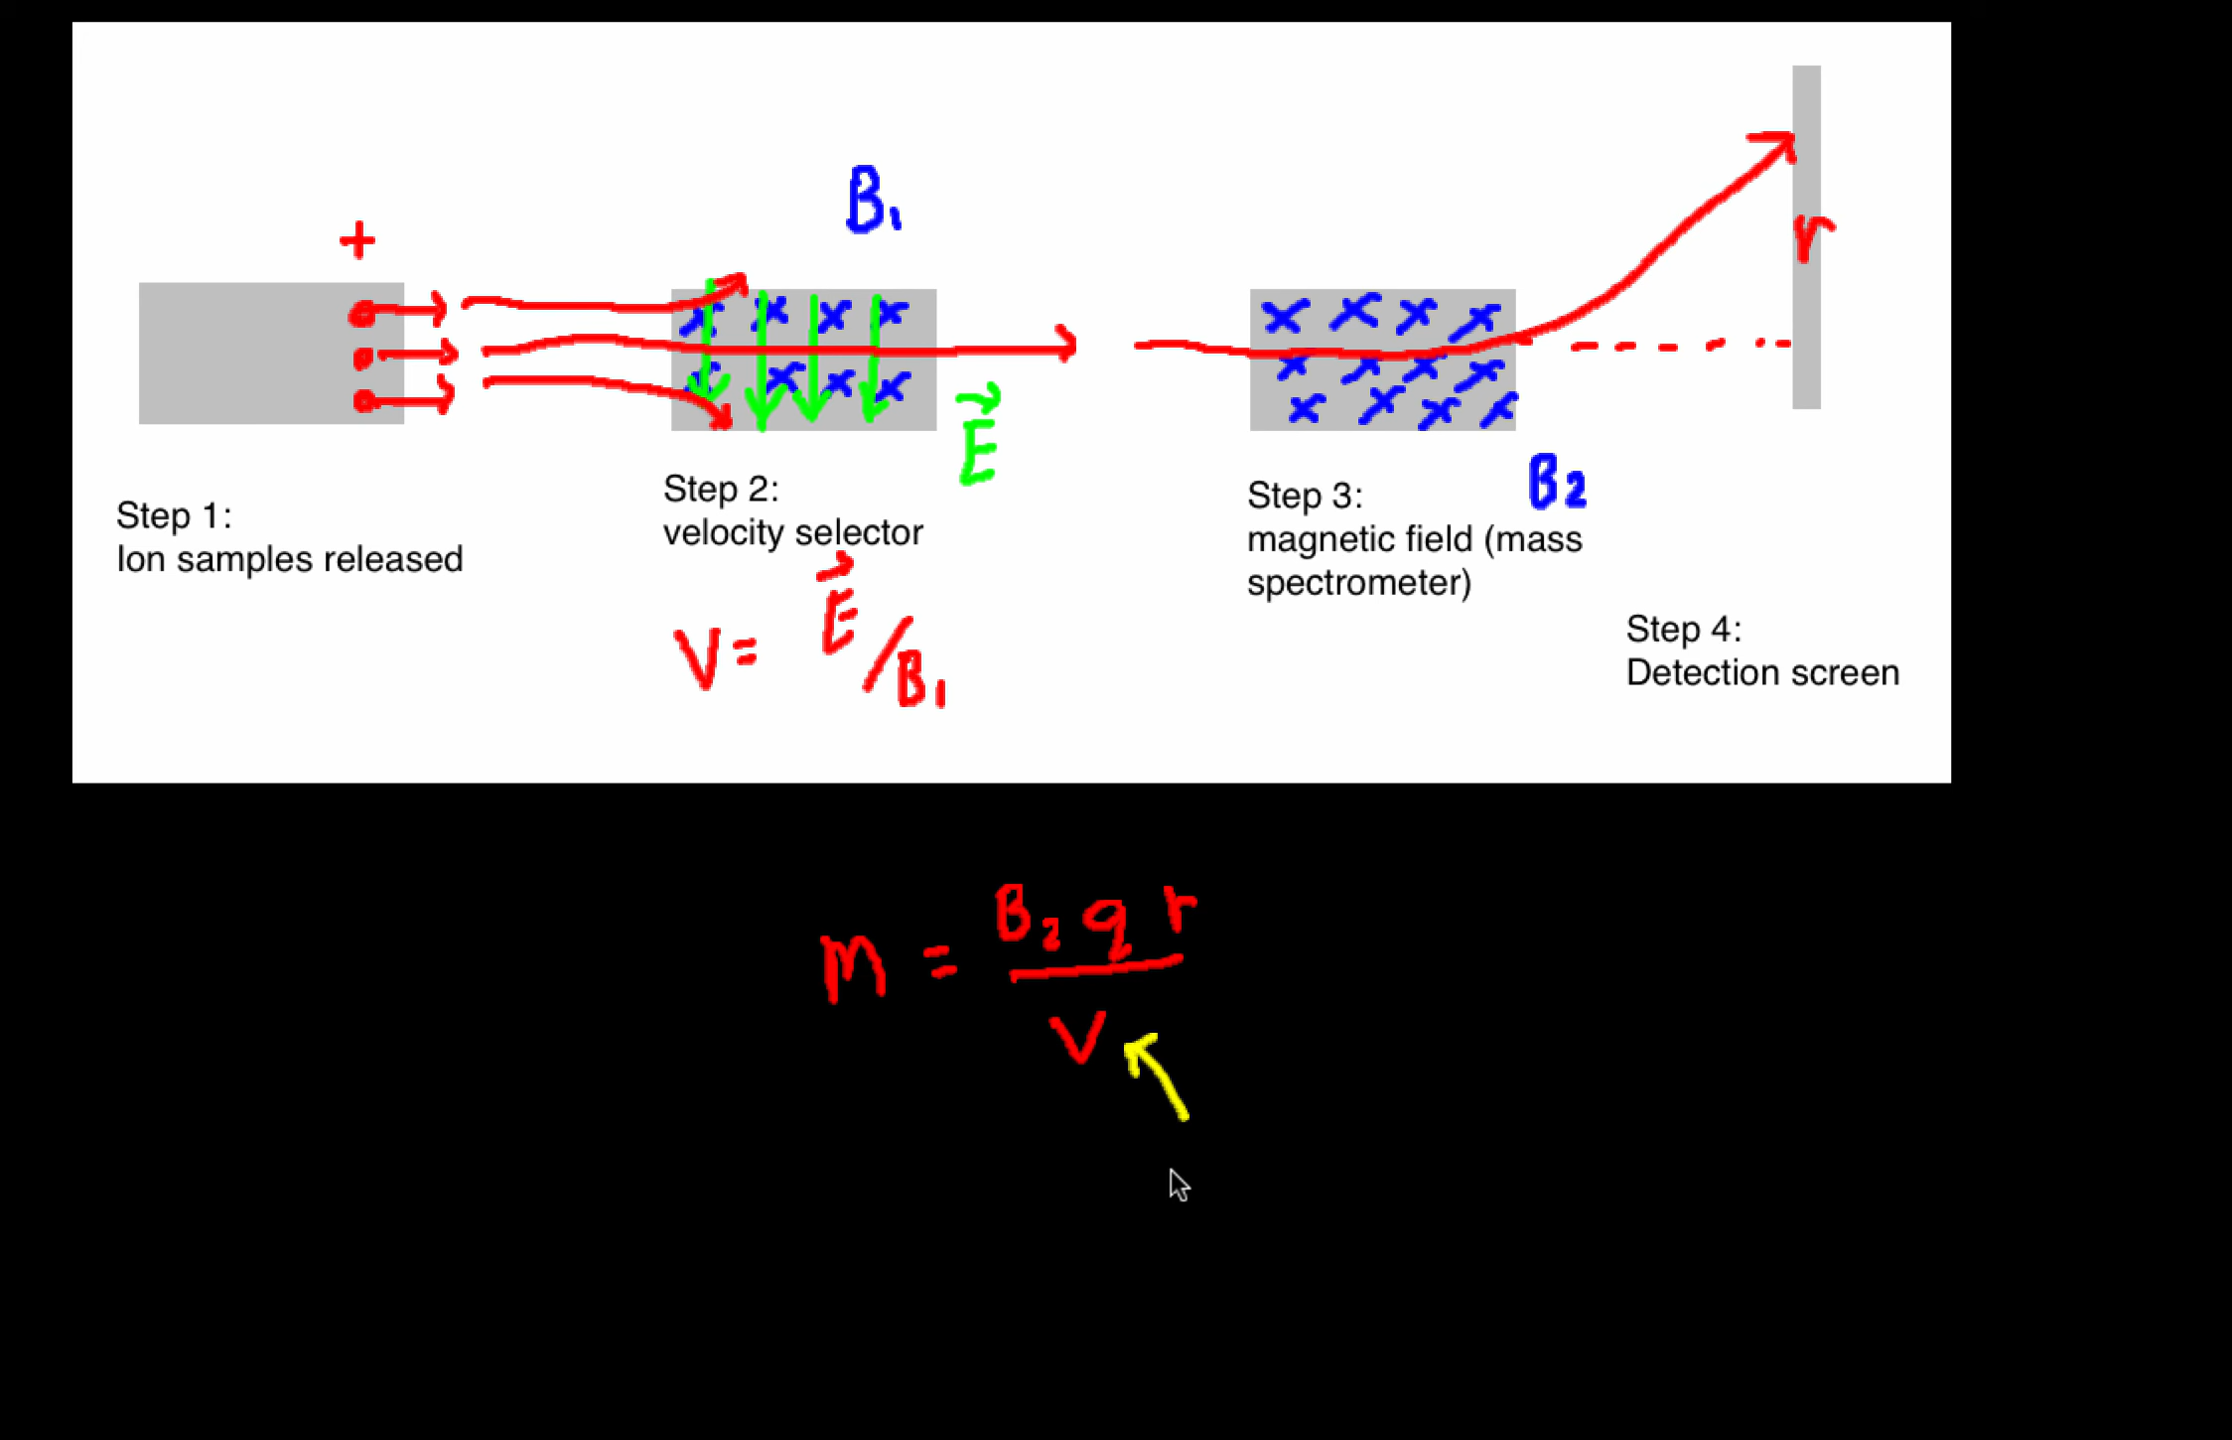 +
B₁
r
E⃗
Step 1:
Ion samples released
Step 2:
velocity selector
V = E⃗/B₁
Step 3:
magnetic field (mass
spectrometer)
B₂
Step 4:
Detection screen
m = B₂ q r
V